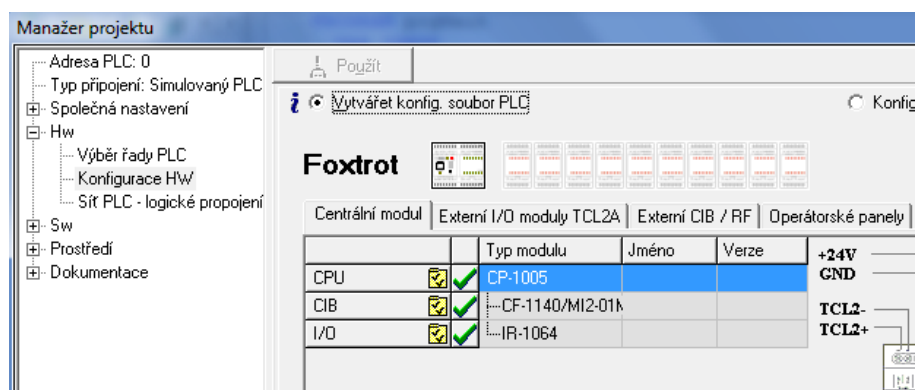 Manažer projektu
Adresa PLC: 0
Typ připojení: Simulovaný PLC
Společná nastavení
Hw
Výběr řady PLC
Konfigurace HW
Síť PLC - logické propojení
Sw
Prostředí
Dokumentace
Použít
Vytvářet konfig. soubor PLC
Konfig
Foxtrot
Centrální modul
Externí I/O moduly TCL2A
Externí CIB / RF
Operátorské panely
Typ modulu Jméno Verze
CPU CP-1005
CIB CF-1140/MI2-01M
I/O IR-1064
+24V
GND
TCL2-
TCL2+